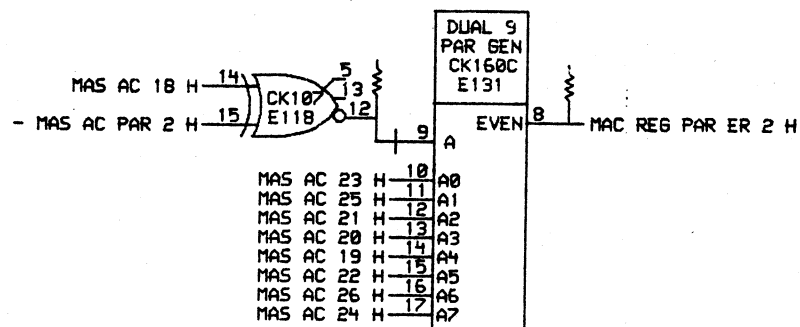 DUAL 9
PAR GEN
CK160C
E131
MAS AC 18 H 14
5
13
CK107
E118
12
- MAS AC PAR 2 H 15
9 A
EVEN 8 MAC REG PAR ER 2 H
MAS AC 23 H 10 A0
MAS AC 25 H 11 A1
MAS AC 21 H 12 A2
MAS AC 20 H 13 A3
MAS AC 19 H 14 A4
MAS AC 22 H 15 A5
MAS AC 26 H 16 A6
MAS AC 24 H 17 A7